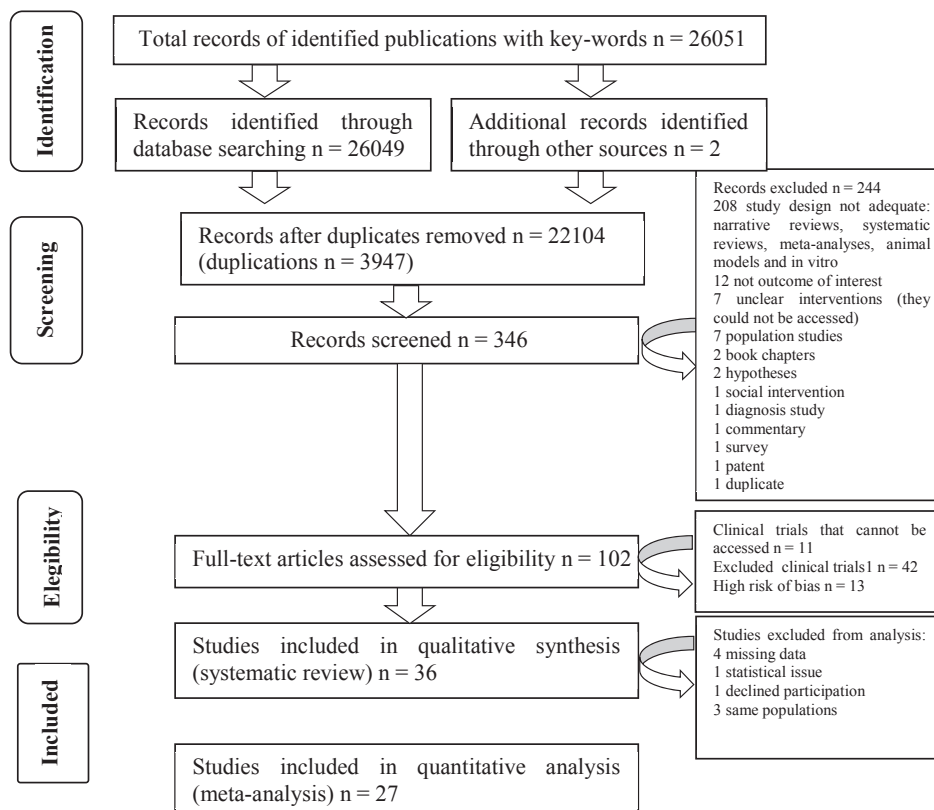 Identification
Total records of identified publications with key-words n = 26051
Records identified through
database searching n = 26049
Additional records identified
through other sources n = 2
Screening
Records after duplicates removed n = 22104
(duplications n = 3947)
Records screened n = 346
Records excluded n = 244
208 study design not adequate:
narrative reviews, systematic
reviews, meta-analyses, animal
models and in vitro
12 not outcome of interest
7 unclear interventions (they
could not be accessed)
7 population studies
2 book chapters
2 hypotheses
1 social intervention
1 diagnosis study
1 commentary
1 survey
1 patent
1 duplicate
Elegibility
Full-text articles assessed for eligibility n = 102
Clinical trials that cannot be
accessed n = 11
Excluded clinical trials1 n = 42
High risk of bias n = 13
Included
Studies included in qualitative synthesis
(systematic review) n = 36
Studies excluded from analysis:
4 missing data
1 statistical issue
1 declined participation
3 same populations
Studies included in quantitative analysis
(meta-analysis) n = 27